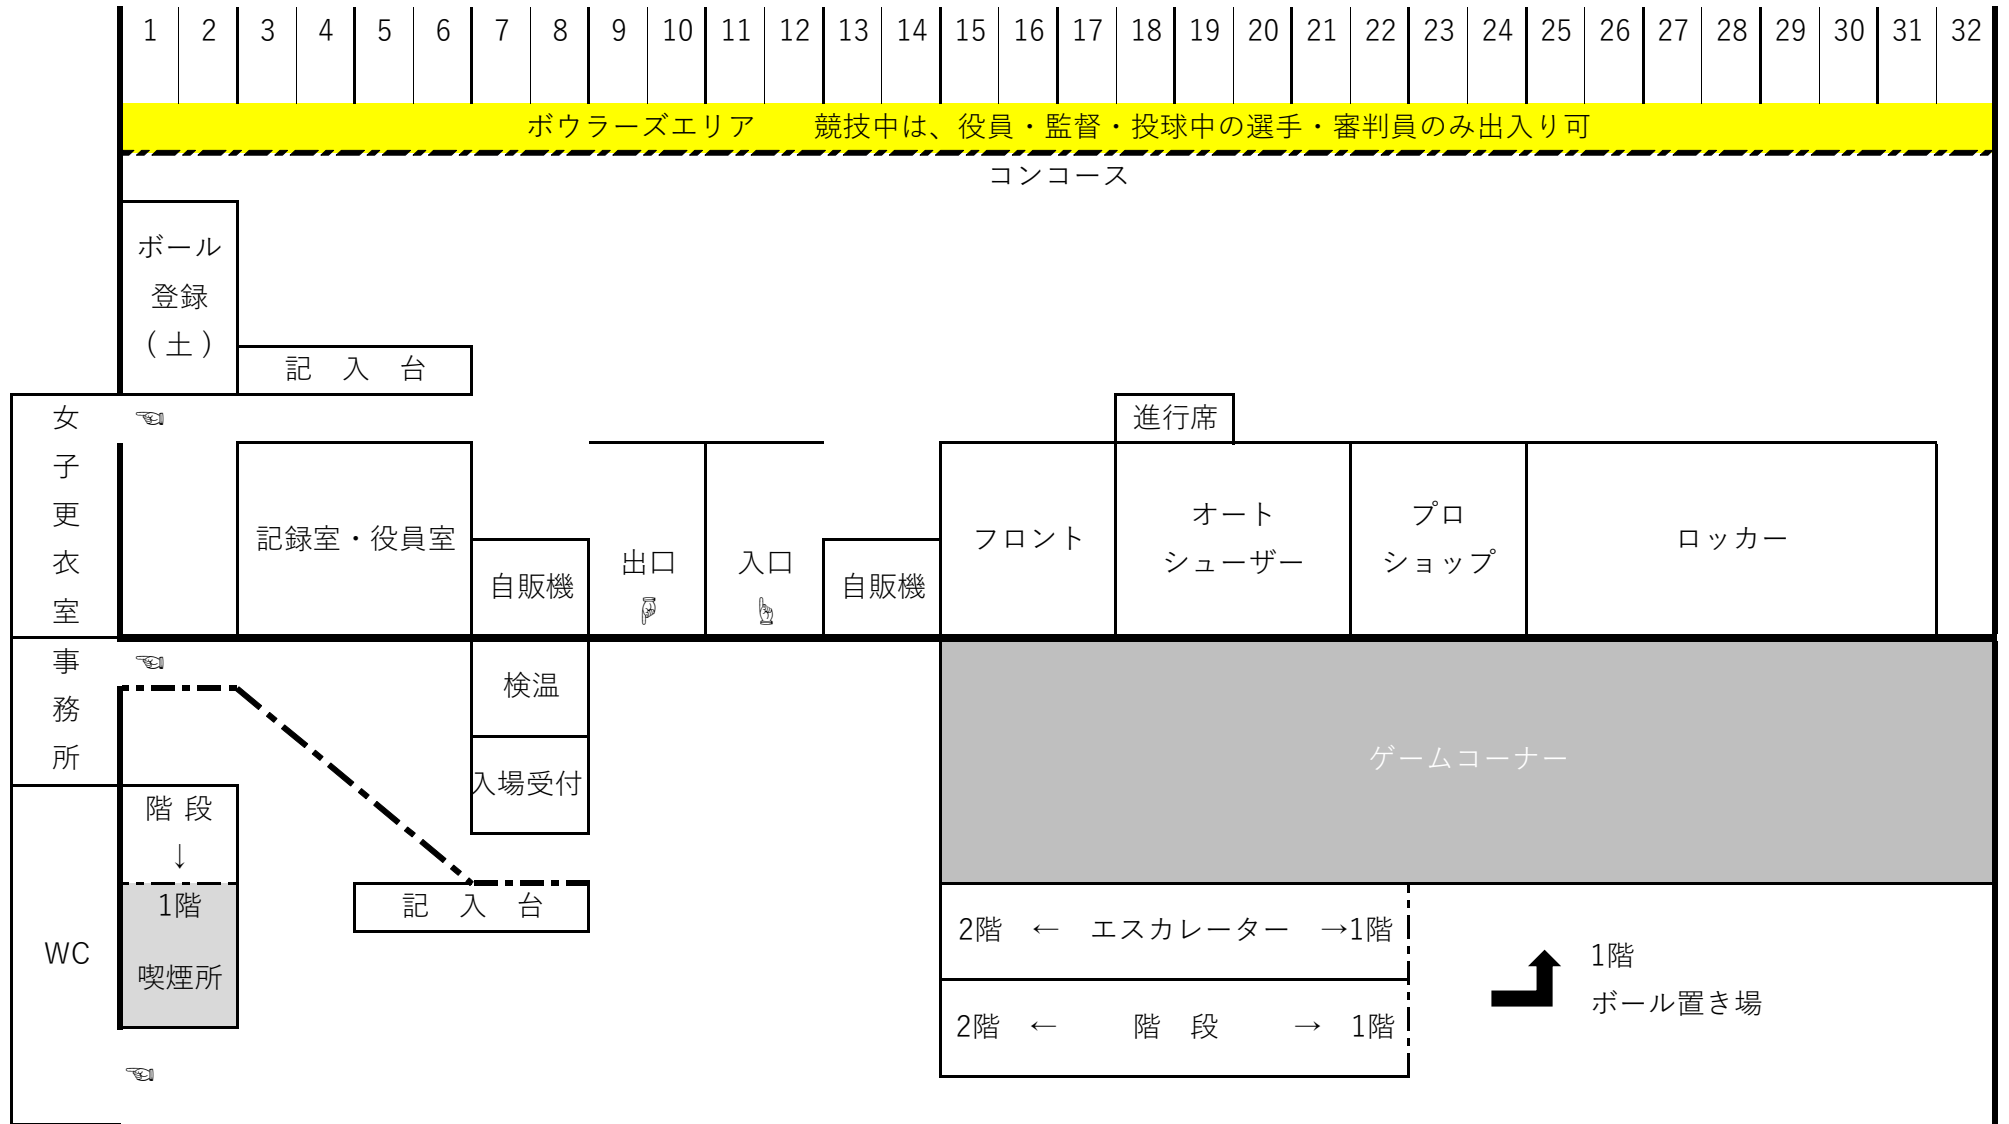 1 2 3 4 5 6 7 8 9 10 11 12 13 14 15 16 17 18 19 20 21 22 23 24 25 26 27 28 29 30 31 32
ボウラーズエリア　　競技中は、役員・監督・投球中の選手・審判員のみ出入り可
コンコース
ボール
登録
(土)
記　入　台
女
子
更
衣
室
☜
進行席
記録室・役員室
自販機
出口
☟
入口
☝
自販機
フロント
オート
シューザー
プロ
ショップ
ロッカー
事
務
所
☜
検温
入場受付
ゲームコーナー
階 段
↓
1階
喫煙所
記　入　台
WC
☜
2階　←　エスカレーター　→1階
2階　←　　階　段　　→　1階
1階
ボール置き場